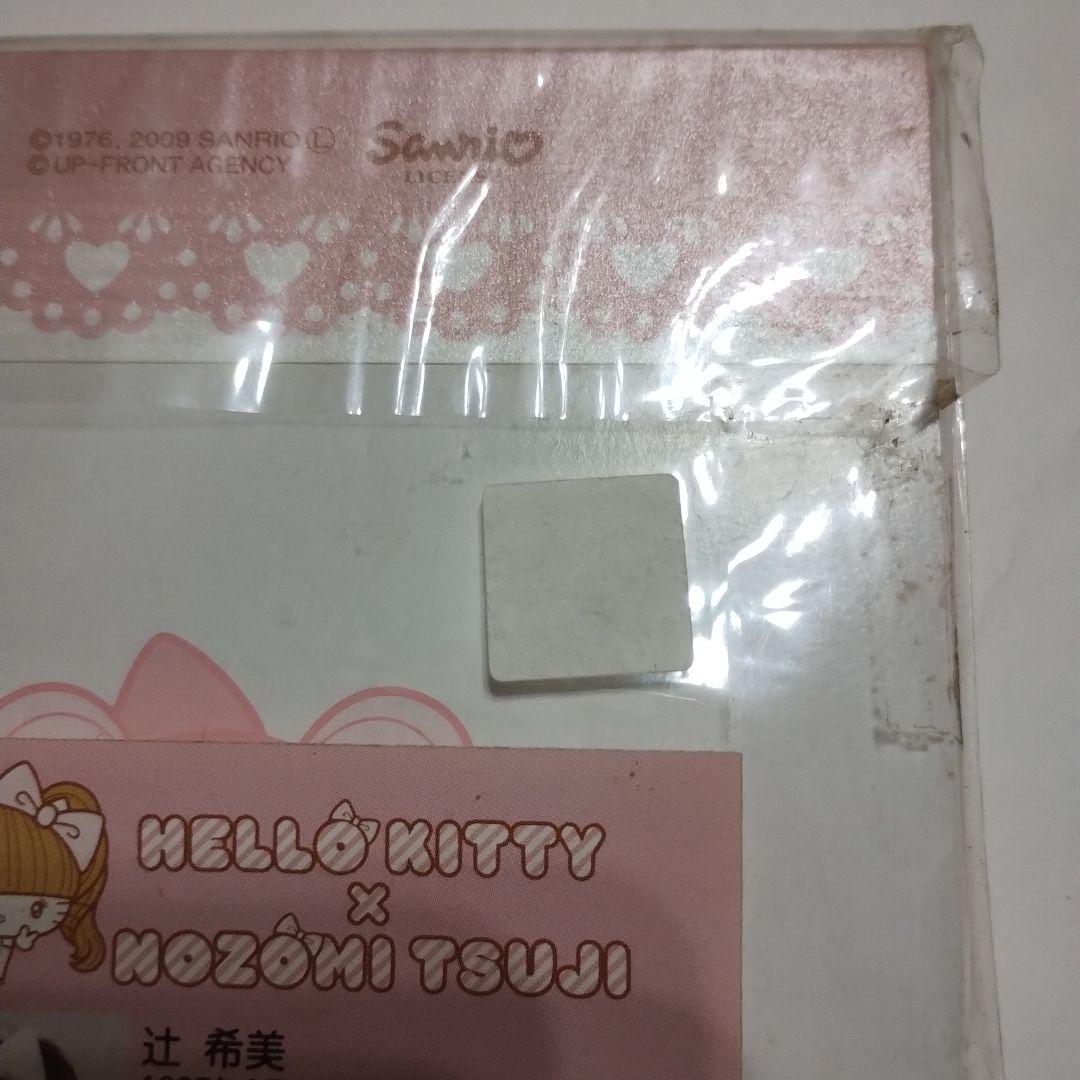 ©1976, 2009 SANRIO Ⓛ
© UP-FRONT AGENCY
Sanrio
HELLO KITTY
×
NOZOMI TSUJI
辻 希美